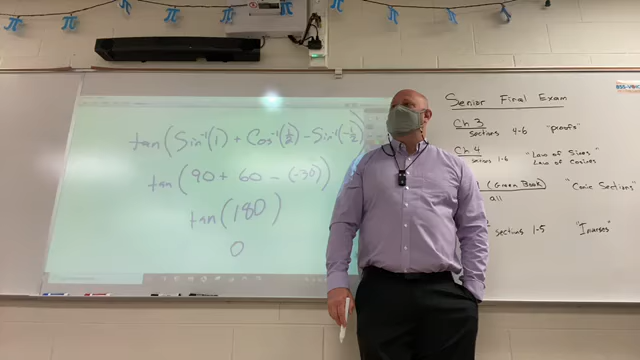 tan(Sin⁻¹(1) + Cos⁻¹(1/2) - Sin⁻¹(-1/2))
tan(90 + 60 - (-30))
tan(180)
0
Senior Final Exam
Ch 3 "proofs"
sections 4-6
Ch 4 "Law of Sines"
sections 1-6 Law of Cosines
(Green Book) "Conic Sections"
all
sections 1-5 "Inverses"